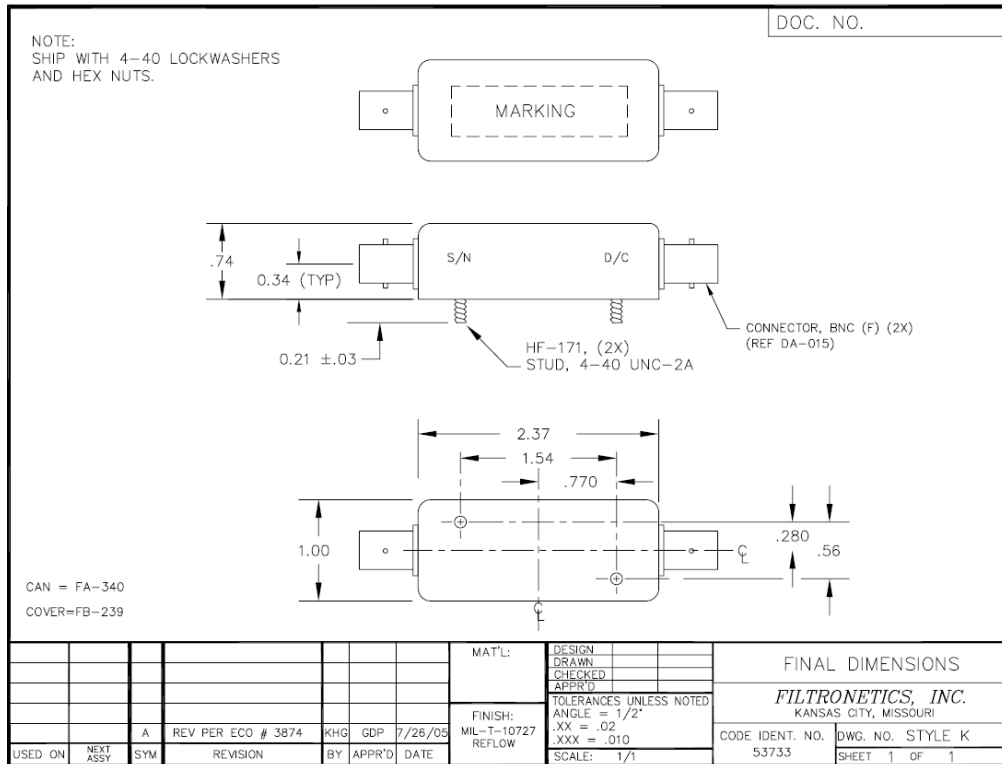 DOC. NO.
NOTE:
SHIP WITH 4-40 LOCKWASHERS
AND HEX NUTS.
MARKING
.74
0.34 (TYP)
S/N
D/C
0.21 ±.03
HF-171, (2X)
STUD, 4-40 UNC-2A
CONNECTOR, BNC (F) (2X)
(REF DA-015)
2.37
1.54
.770
1.00
.280
.56
CL
CL
CAN = FA-340
COVER=FB-239
A
REV PER ECO # 3874
KHG
GDP
7/26/05
USED ON
NEXT
ASSY
SYM
REVISION
BY
APPR'D
DATE
MAT'L:
FINISH:
MIL-T-10727
REFLOW
DESIGN
DRAWN
CHECKED
APPR'D
TOLERANCES UNLESS NOTED
ANGLE = 1/2°
.XX = .02
.XXX = .010
SCALE: 1/1
FINAL DIMENSIONS
FILTRONETICS, INC.
KANSAS CITY, MISSOURI
CODE IDENT. NO.
53733
DWG. NO. STYLE K
SHEET 1 OF 1